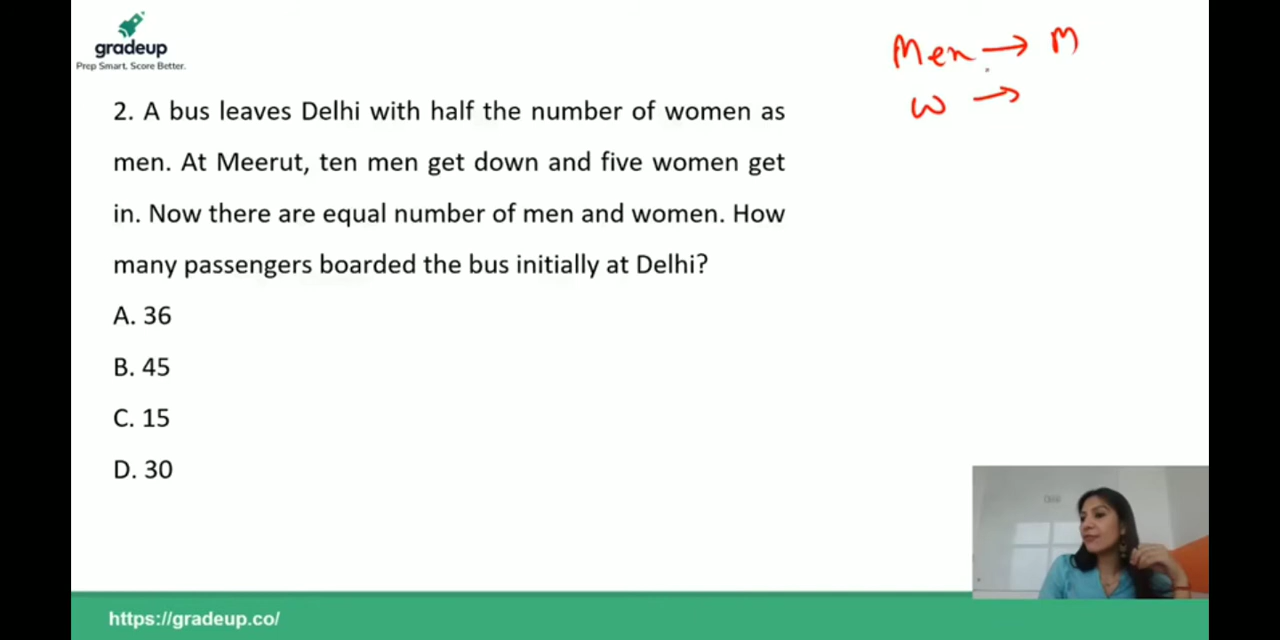 gradeup
Prep Smart. Score Better.
Men → M
W →
2. A bus leaves Delhi with half the number of women as
men. At Meerut, ten men get down and five women get
in. Now there are equal number of men and women. How
many passengers boarded the bus initially at Delhi?
A. 36
B. 45
C. 15
D. 30
https://gradeup.co/